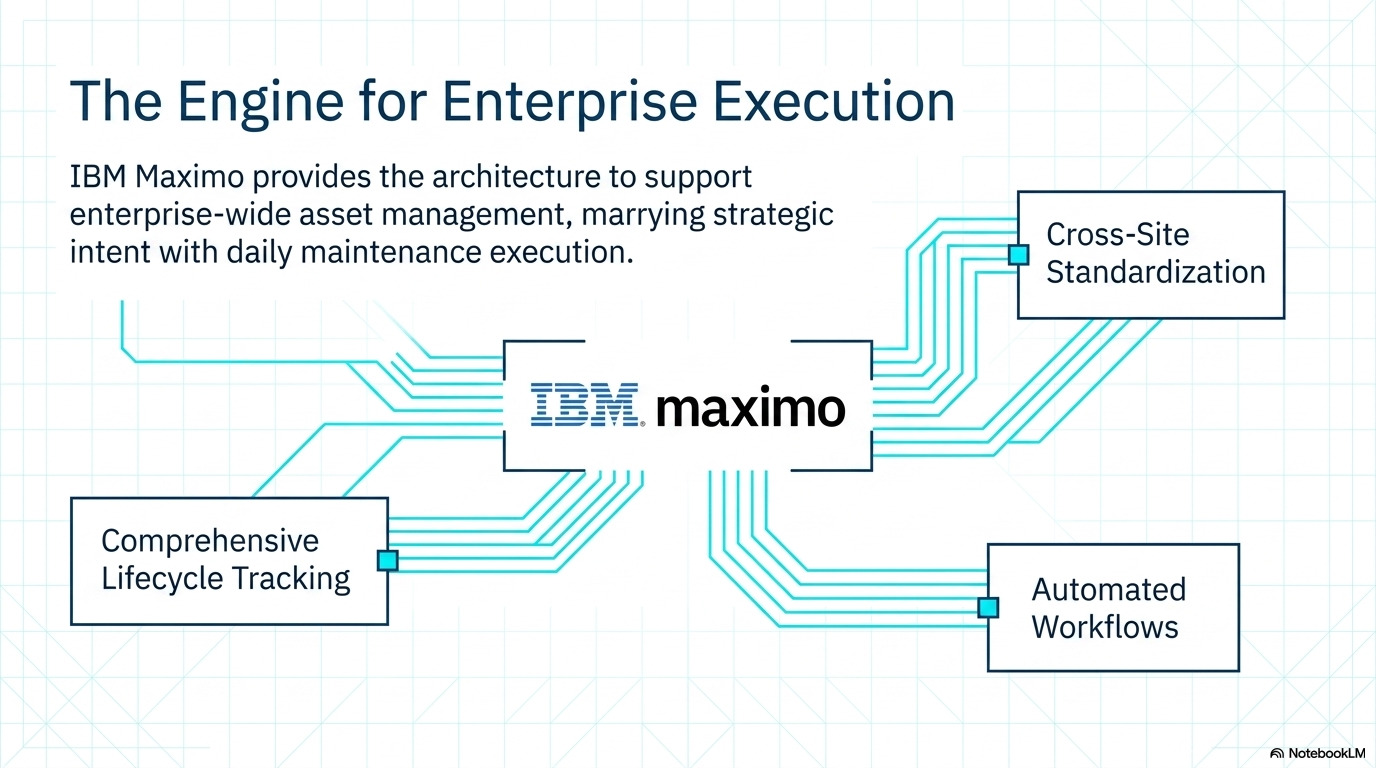 The Engine for Enterprise Execution
IBM Maximo provides the architecture to support
enterprise-wide asset management, marrying strategic
intent with daily maintenance execution.
Cross-Site
Standardization
IBM® maximo
Comprehensive
Lifecycle Tracking
Automated
Workflows
NotebookLM